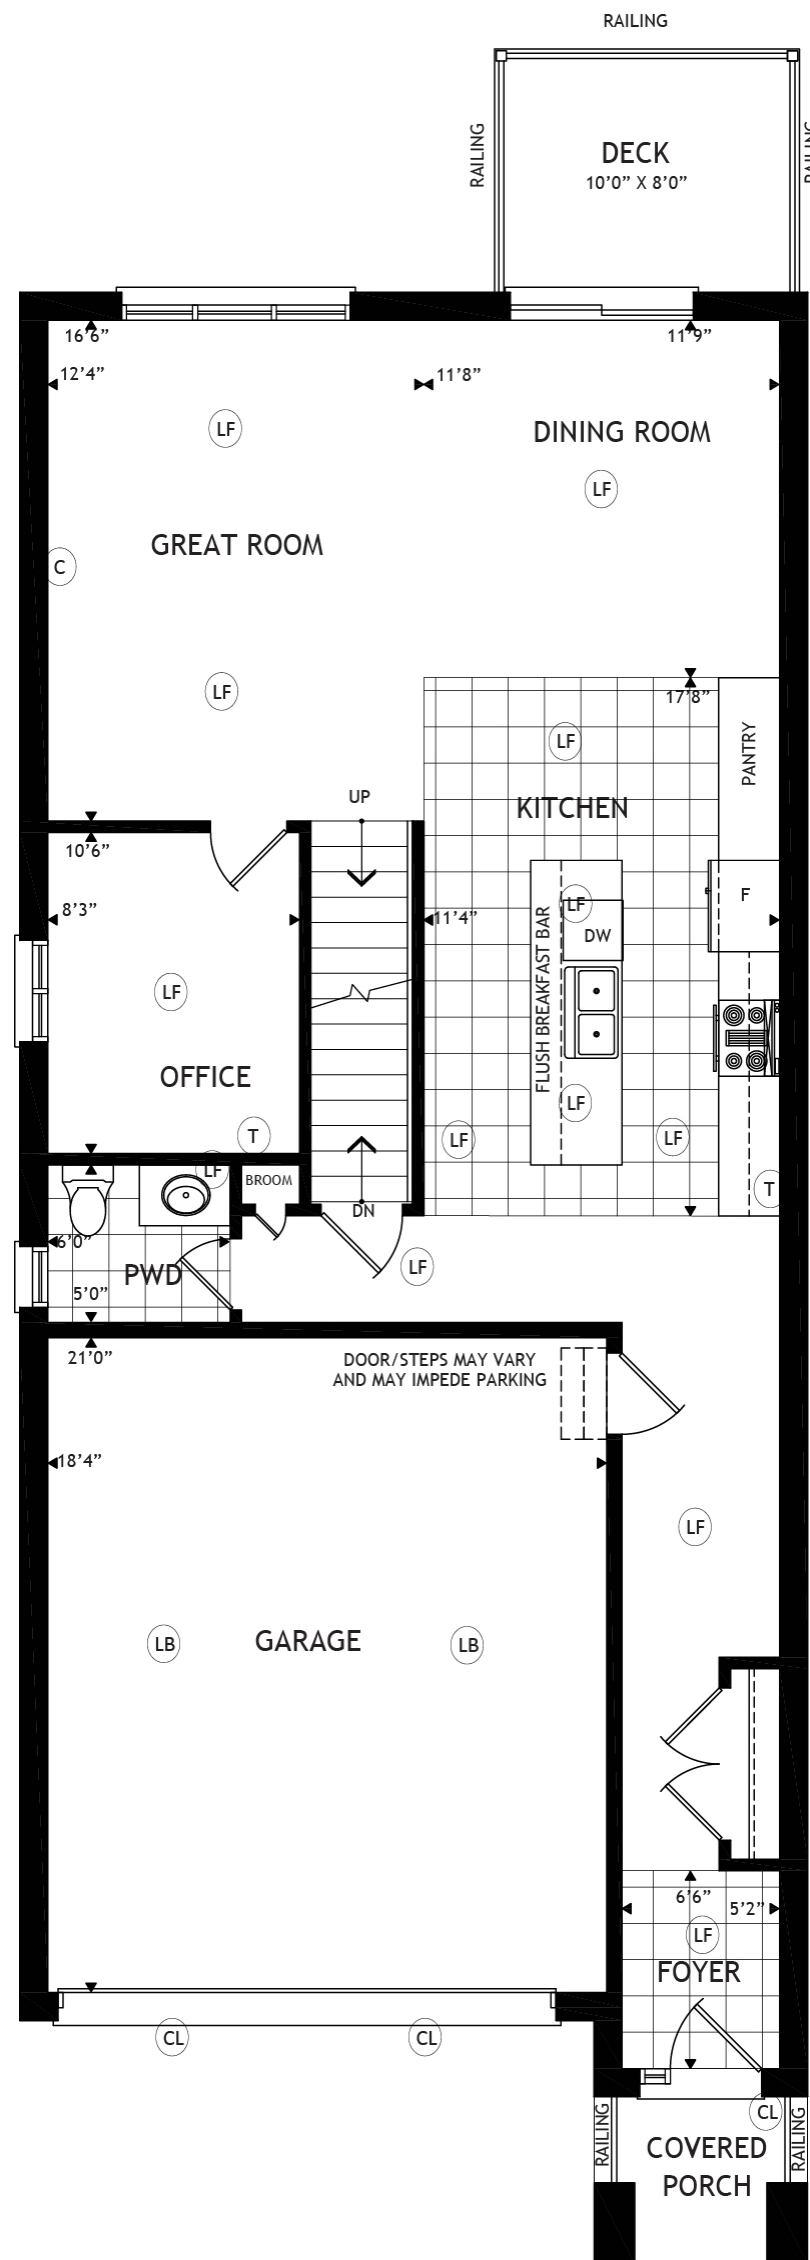 RAILING
RAILING
RAILING
DECK
10’0” X 8’0”
16’6”
11’9”
12’4”
11’8”
LF
DINING ROOM
LF
GREAT ROOM
C
LF
17’8”
LF
PANTRY
UP
KITCHEN
10’6”
F
LF
8’3”
11’4”
DW
FLUSH BREAKFAST BAR
LF
OFFICE
LF
T
LF
LF
LF
BROOM
T
DN
6’0”
PWD
LF
5’0”
21’0”
DOOR/STEPS MAY VARY
AND MAY IMPEDE PARKING
18’4”
LF
LB
GARAGE
LB
6’6”
5’2”
LF
FOYER
CL
CL
CL
RAILING
RAILING
COVERED
PORCH